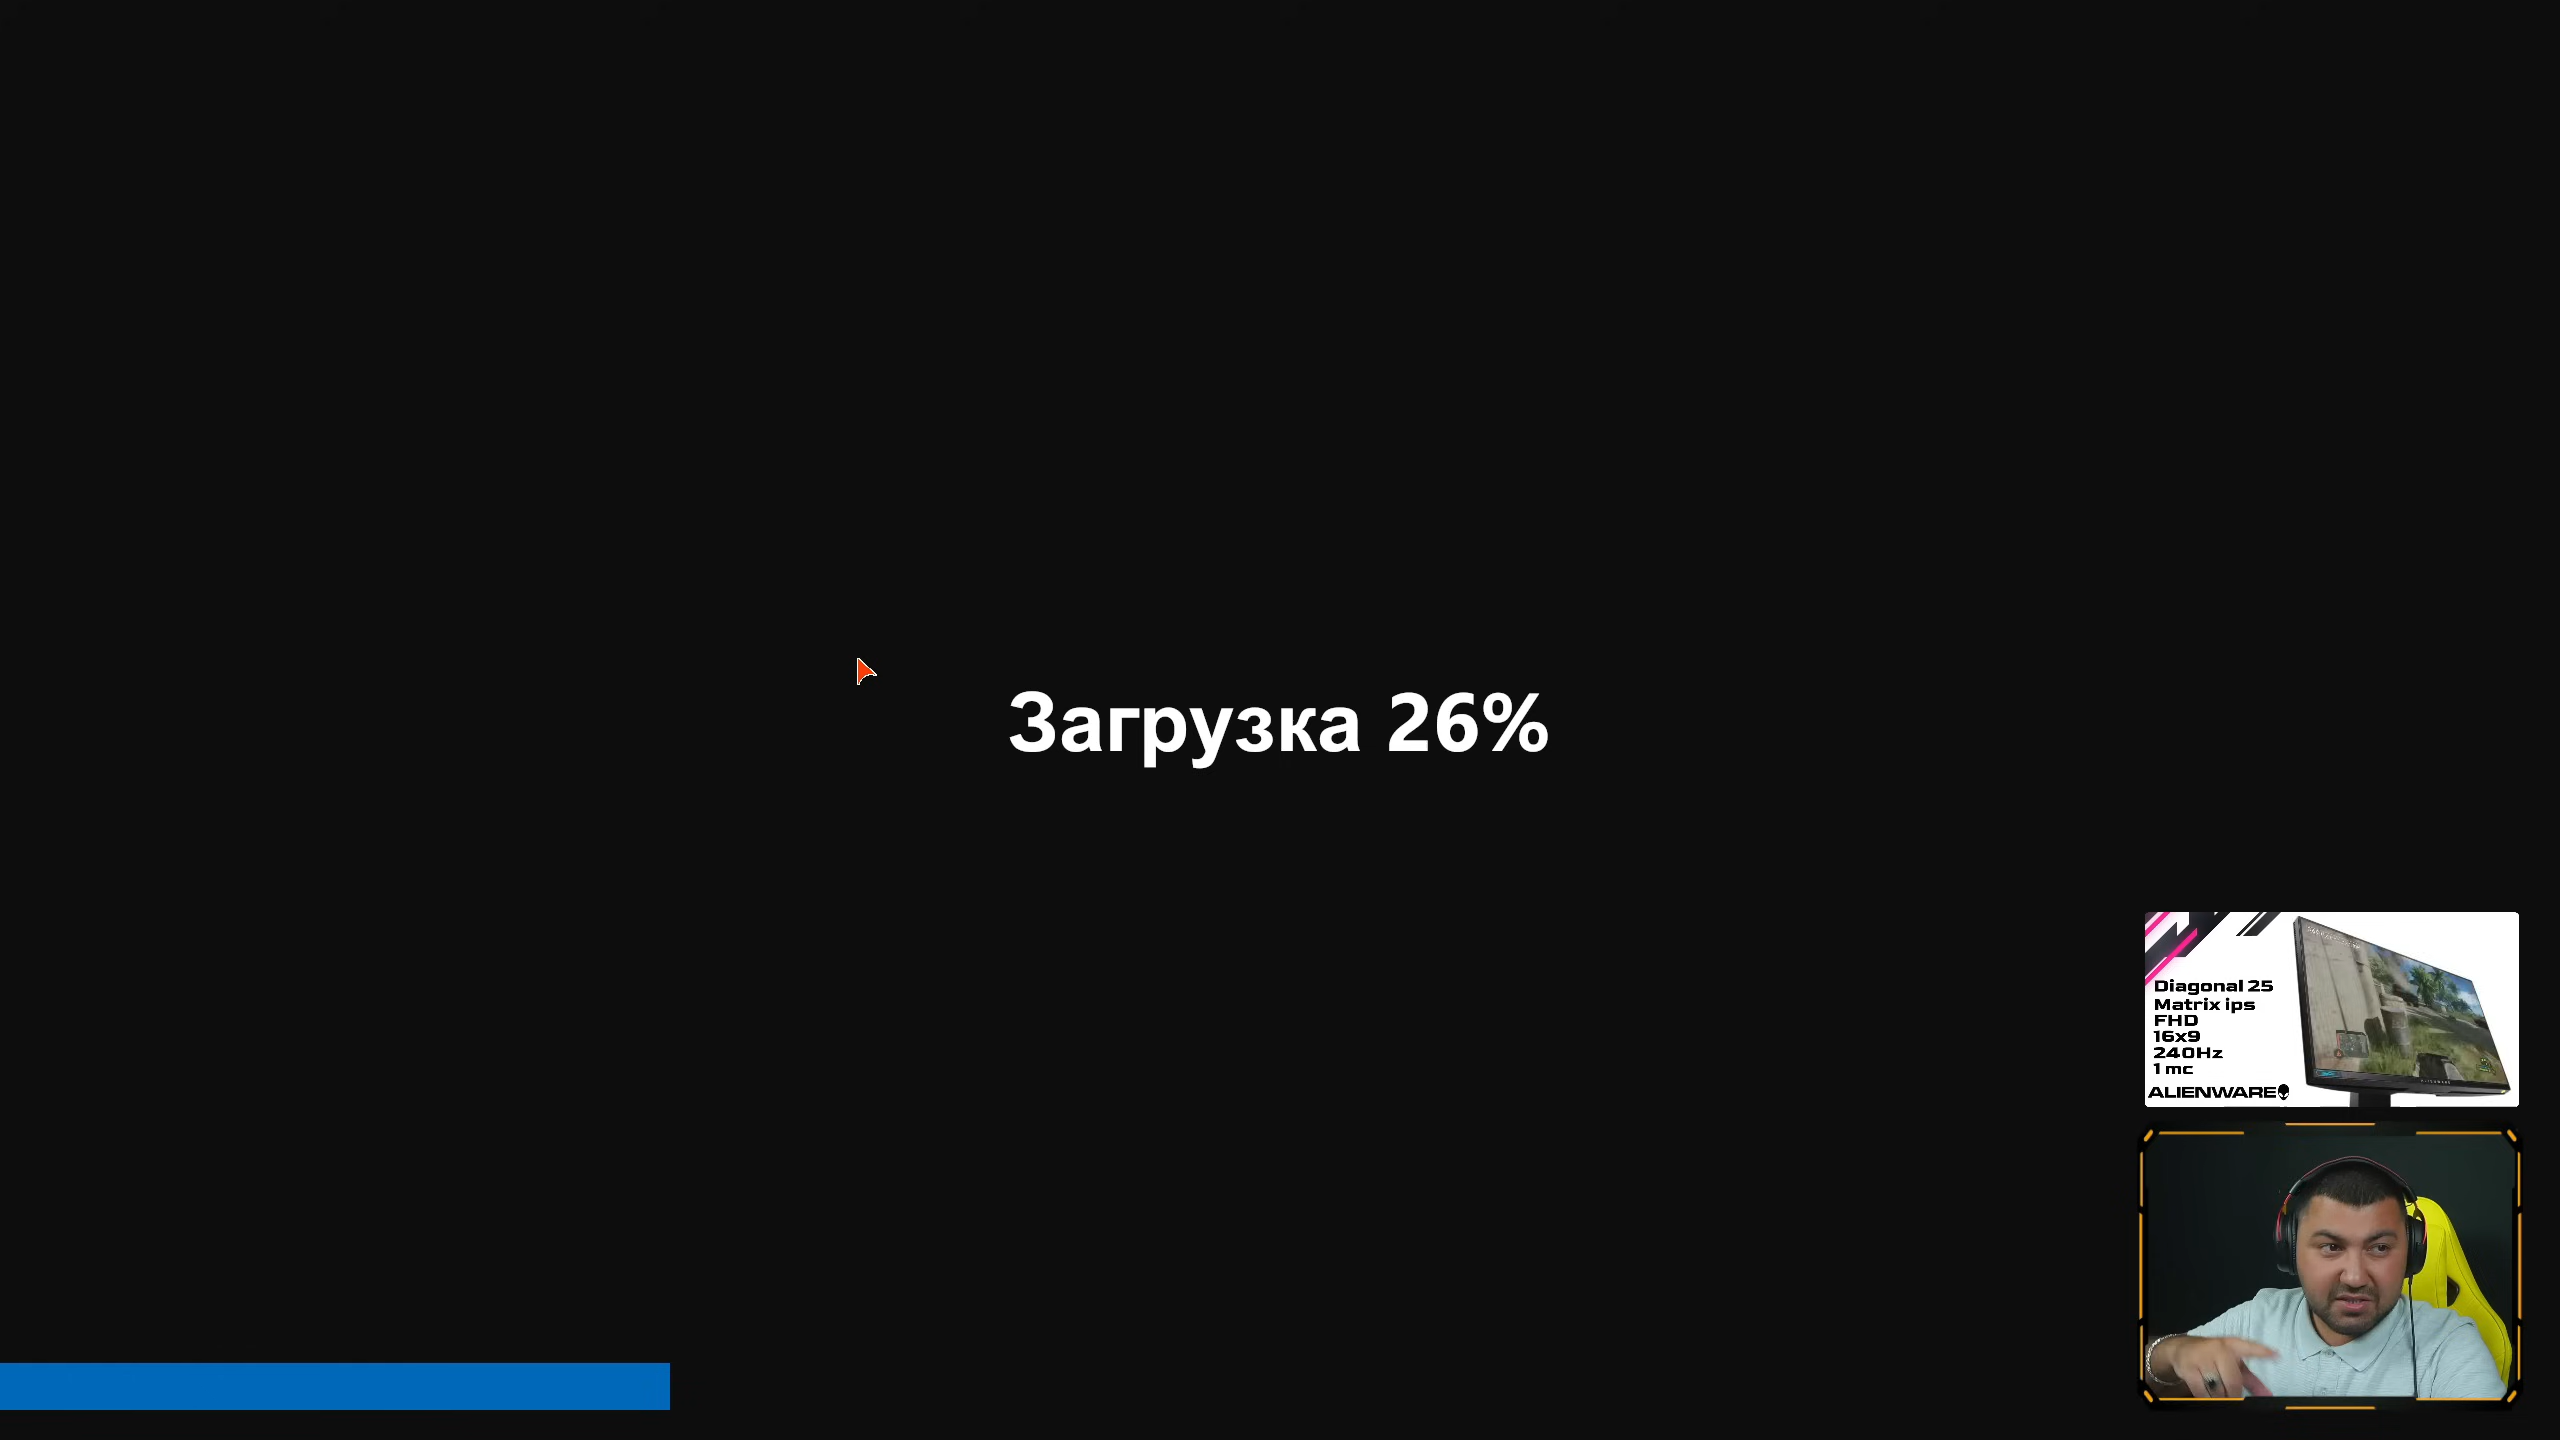 Загрузка 26%
Diagonal 25
Matrix ips
FHD
16x9
240Hz
1 mc
ALIENWARE